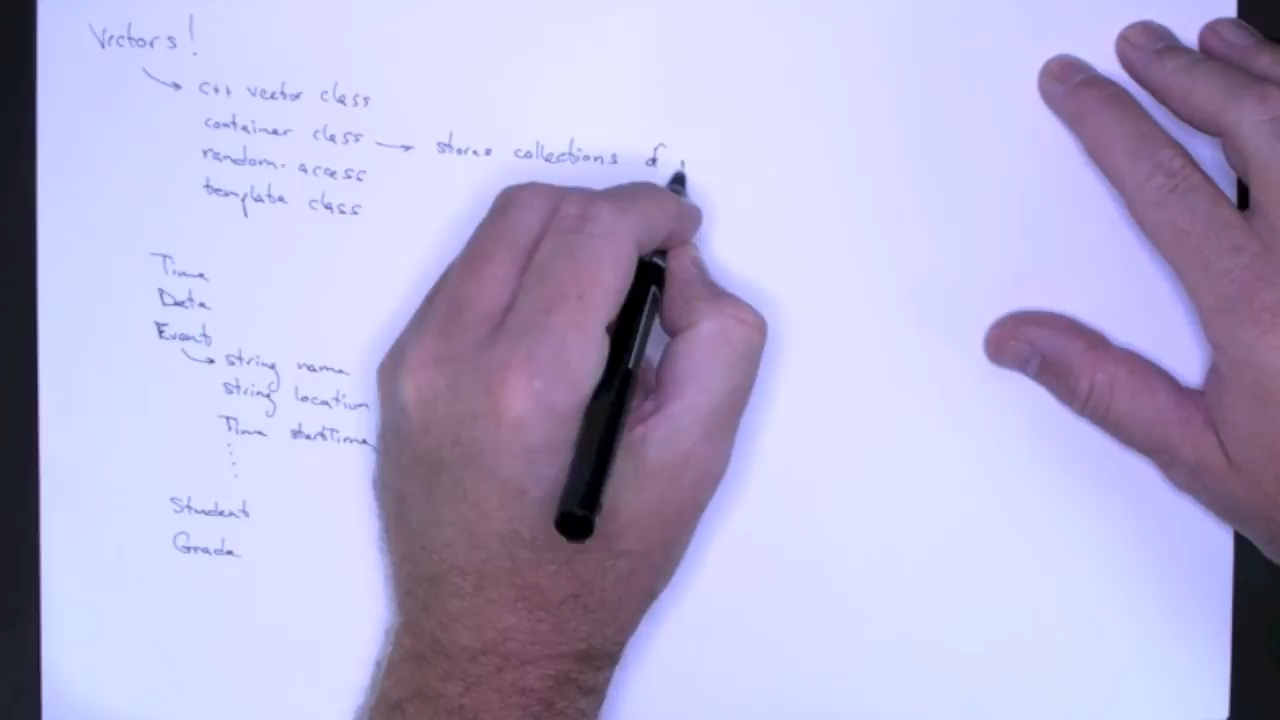 Vectors!
→ C++ vector class
container class → stores collections of
random-access
template class
Time
Date
Event
→ string name
string location
Time startTime
⋮
Student
Grade